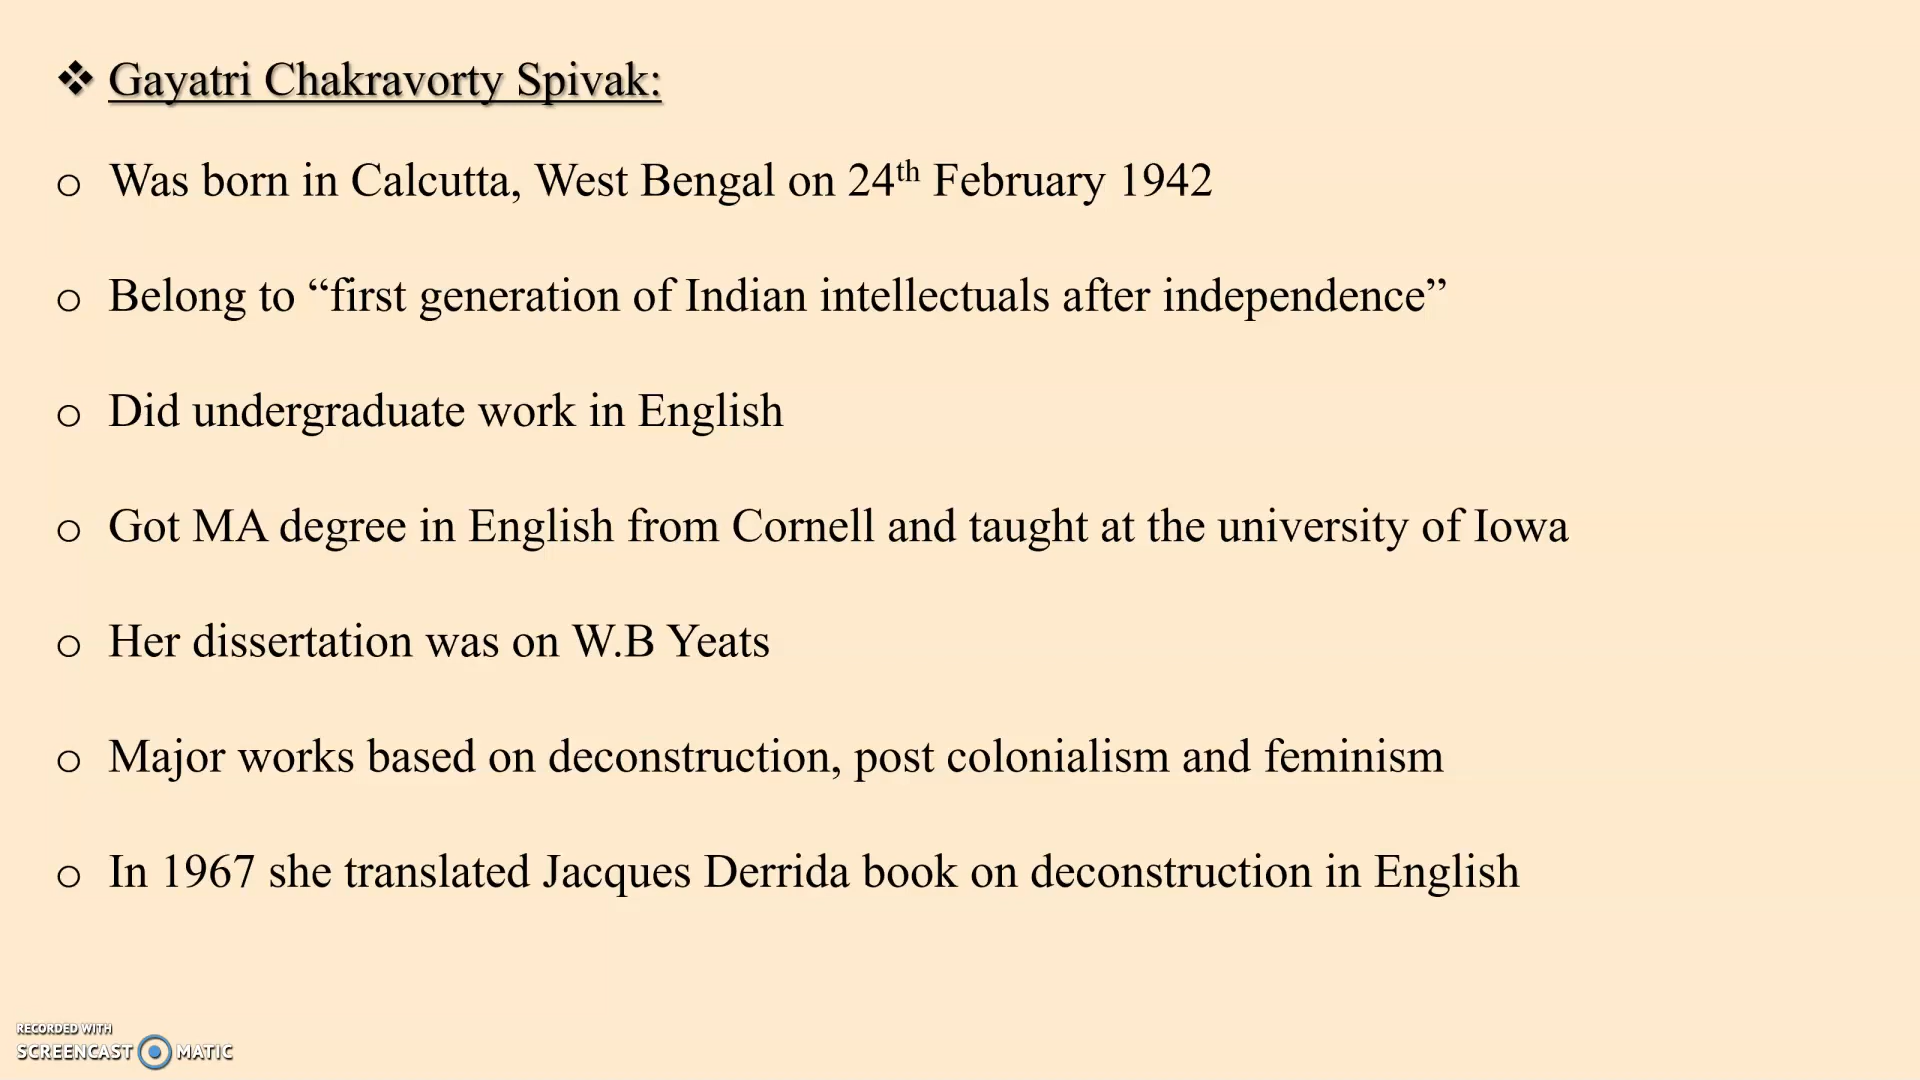 ❖ Gayatri Chakravorty Spivak:
o Was born in Calcutta, West Bengal on 24th February 1942
o Belong to “first generation of Indian intellectuals after independence”
o Did undergraduate work in English
o Got MA degree in English from Cornell and taught at the university of Iowa
o Her dissertation was on W.B Yeats
o Major works based on deconstruction, post colonialism and feminism
o In 1967 she translated Jacques Derrida book on deconstruction in English
RECORDED WITH
SCREENCAST MATIC